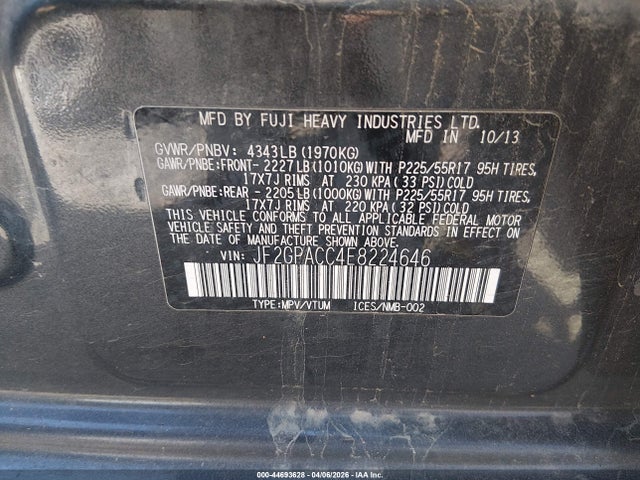 MFD BY FUJI HEAVY INDUSTRIES LTD.
MFD IN 10/13
GVWR/PNBV: 4343LB (1970KG)
GAWR/PNBE:FRONT- 2227LB (1010KG) WITH P225/55R17 95H TIRES,
17X7J RIMS AT 230 KPA (33 PSI) COLD
GAWR/PNBE:REAR - 2205LB (1000KG) WITH P225/55R17 95H TIRES,
17X7J RIMS AT 220 KPA (33 PSI) COLD
THIS VEHICLE CONFORMS TO ALL APPLICABLE FEDERAL MOTOR
VEHICLE SAFETY AND THEFT PREVENTION STANDARDS IN EFFECT ON
THE DATE OF MANUFACTURE SHOWN ABOVE.
VIN: JF2GPACC4E8224646
TYPE:MPV/VTUM ICES/NMB-002
000-44693628 - 04/06/2026 - IAA Inc.